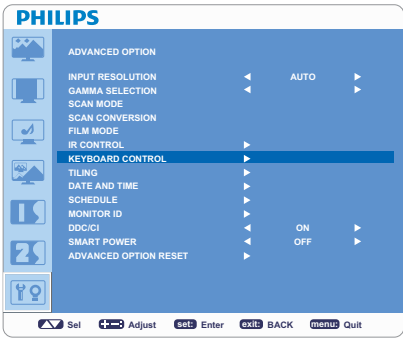 PHILIPS
ADVANCED OPTION
INPUT RESOLUTION AUTO
GAMMA SELECTION
SCAN MODE
SCAN CONVERSION
FILM MODE
IR CONTROL
KEYBOARD CONTROL
TILING
DATE AND TIME
SCHEDULE
MONITOR ID
DDC/CI ON
SMART POWER OFF
ADVANCED OPTION RESET
Sel Adjust set: Enter exit: BACK menu: Quit